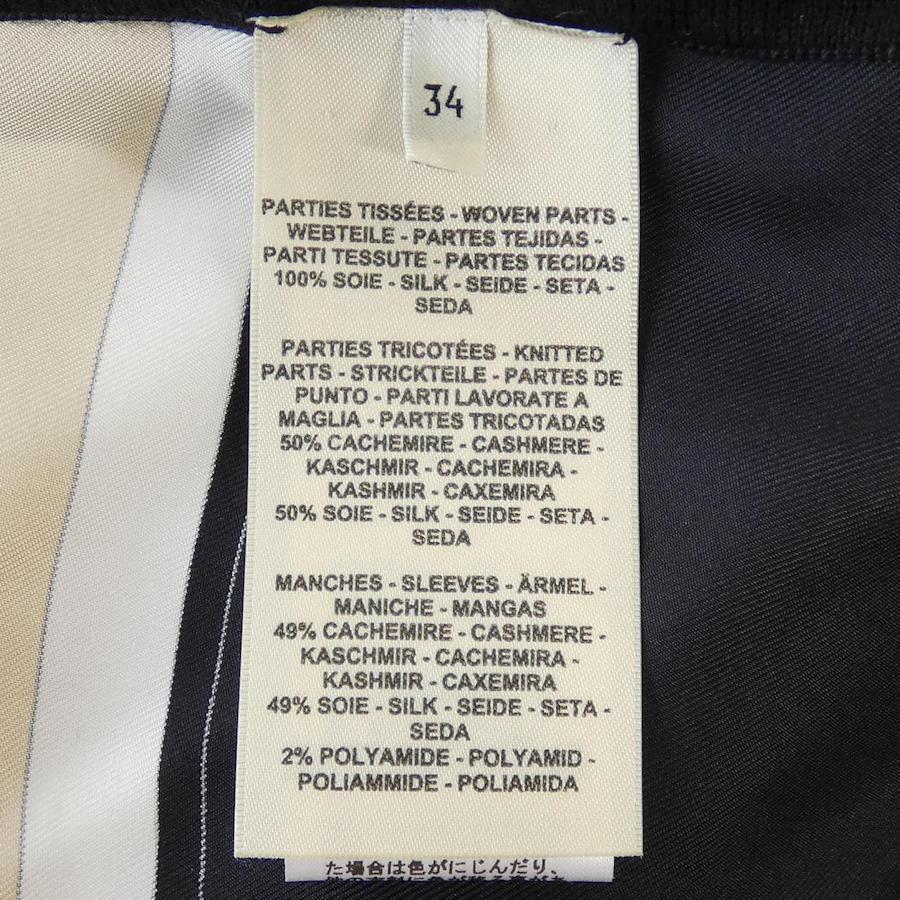 34
PARTIES TISSÉES - WOVEN PARTS -
WEBTEILE - PARTES TEJIDAS -
PARTI TESSUTE - PARTES TECIDAS
100% SOIE - SILK - SEIDE - SETA -
SEDA
PARTIES TRICOTÉES - KNITTED
PARTS - STRICKTEILE - PARTES DE
PUNTO - PARTI LAVORATE A
MAGLIA - PARTES TRICOTADAS
50% CACHEMIRE - CASHMERE -
KASCHMIR - CACHEMIRA -
KASHMIR - CAXEMIRA
50% SOIE - SILK - SEIDE - SETA -
SEDA
MANCHES - SLEEVES - ÄRMEL -
MANICHE - MANGAS
49% CACHEMIRE - CASHMERE -
KASCHMIR - CACHEMIRA -
KASHMIR - CAXEMIRA
49% SOIE - SILK - SEIDE - SETA -
SEDA
2% POLYAMIDE - POLYAMID -
POLIAMMIDE - POLIAMIDA
た場合は色がにじんだり、